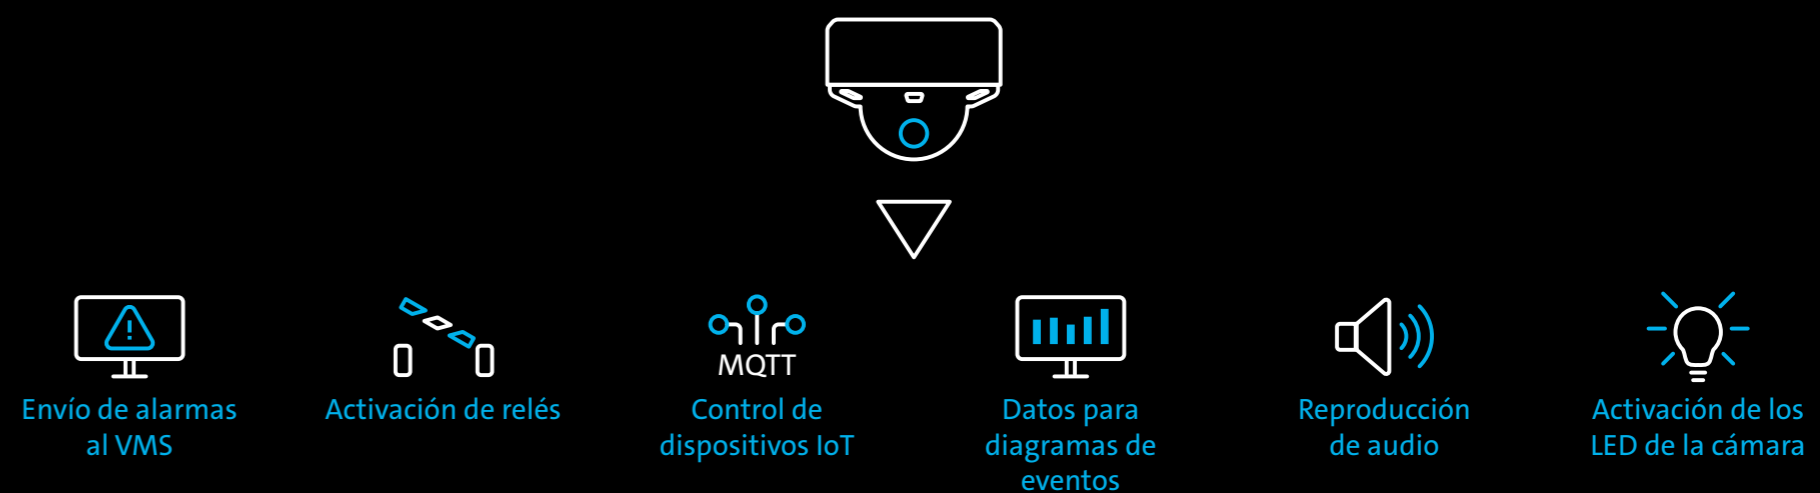 MQTT
Envío de alarmas
al VMS
Activación de relés
Control de
dispositivos IoT
Datos para
diagramas de
eventos
Reproducción
de audio
Activación de los
LED de la cámara